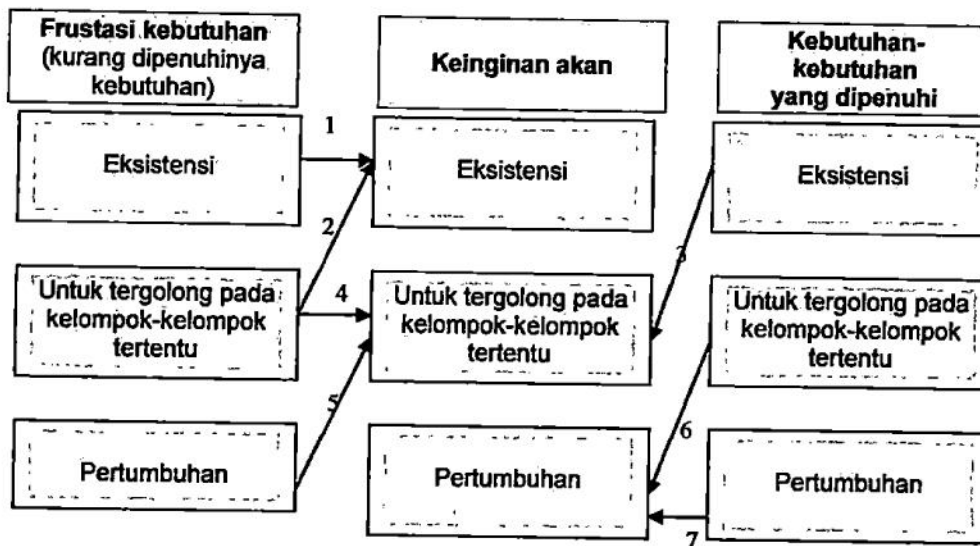 Frustasi kebutuhan
(kurang dipenuhinya
kebutuhan)
Keinginan akan
Kebutuhan-
kebutuhan
yang dipenuhi
Eksistensi
1
Eksistensi
Eksistensi
2
3
Untuk tergolong pada
kelompok-kelompok
tertentu
4
Untuk tergolong pada
kelompok-kelompok
tertentu
Untuk tergolong pada
kelompok-kelompok
tertentu
5
6
Pertumbuhan
Pertumbuhan
Pertumbuhan
7